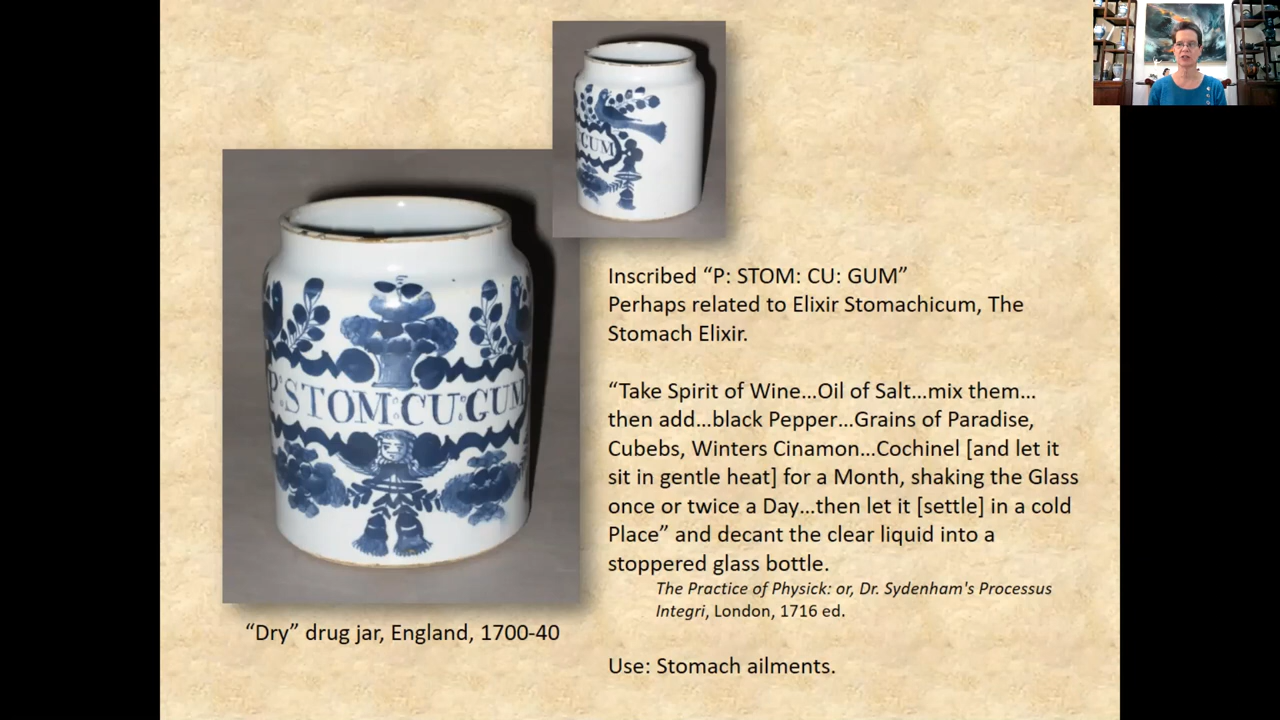 CU:GUM
P:STOM:CU:GUM
Inscribed “P: STOM: CU: GUM”
Perhaps related to Elixir Stomachicum, The
Stomach Elixir.
“Take Spirit of Wine...Oil of Salt...mix them...
then add...black Pepper...Grains of Paradise,
Cubebs, Winters Cinamon...Cochinel [and let it
sit in gentle heat] for a Month, shaking the Glass
once or twice a Day...then let it [settle] in a cold
Place” and decant the clear liquid into a
stoppered glass bottle.
The Practice of Physick: or, Dr. Sydenham's Processus
Integri, London, 1716 ed.
“Dry” drug jar, England, 1700-40
Use: Stomach ailments.